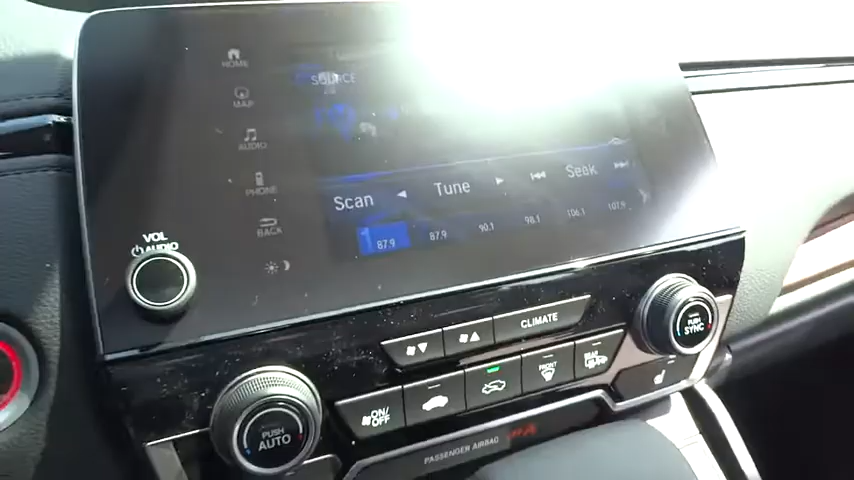 HOME
SOURCE
MAP
AUDIO
PHONE
Scan
Tune
Seek
BACK
87.9
87.9
90.1
98.1
106.1
107.9
VOL
AUDIO
CLIMATE
PUSH
SYNC
PUSH
AUTO
ON/
OFF
FRONT
REAR
PASSENGER AIRBAG